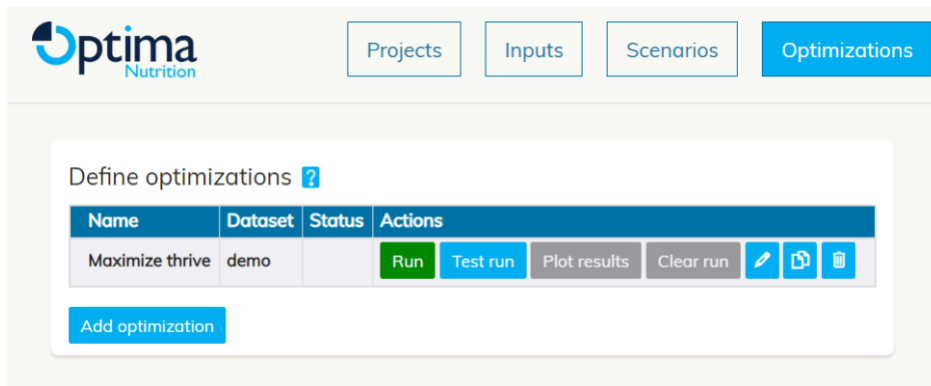 Optima
Nutrition
Projects Inputs Scenarios Optimizations
Define optimizations ?
Name Dataset Status Actions
Maximize thrive demo Run Test run Plot results Clear run
Add optimization